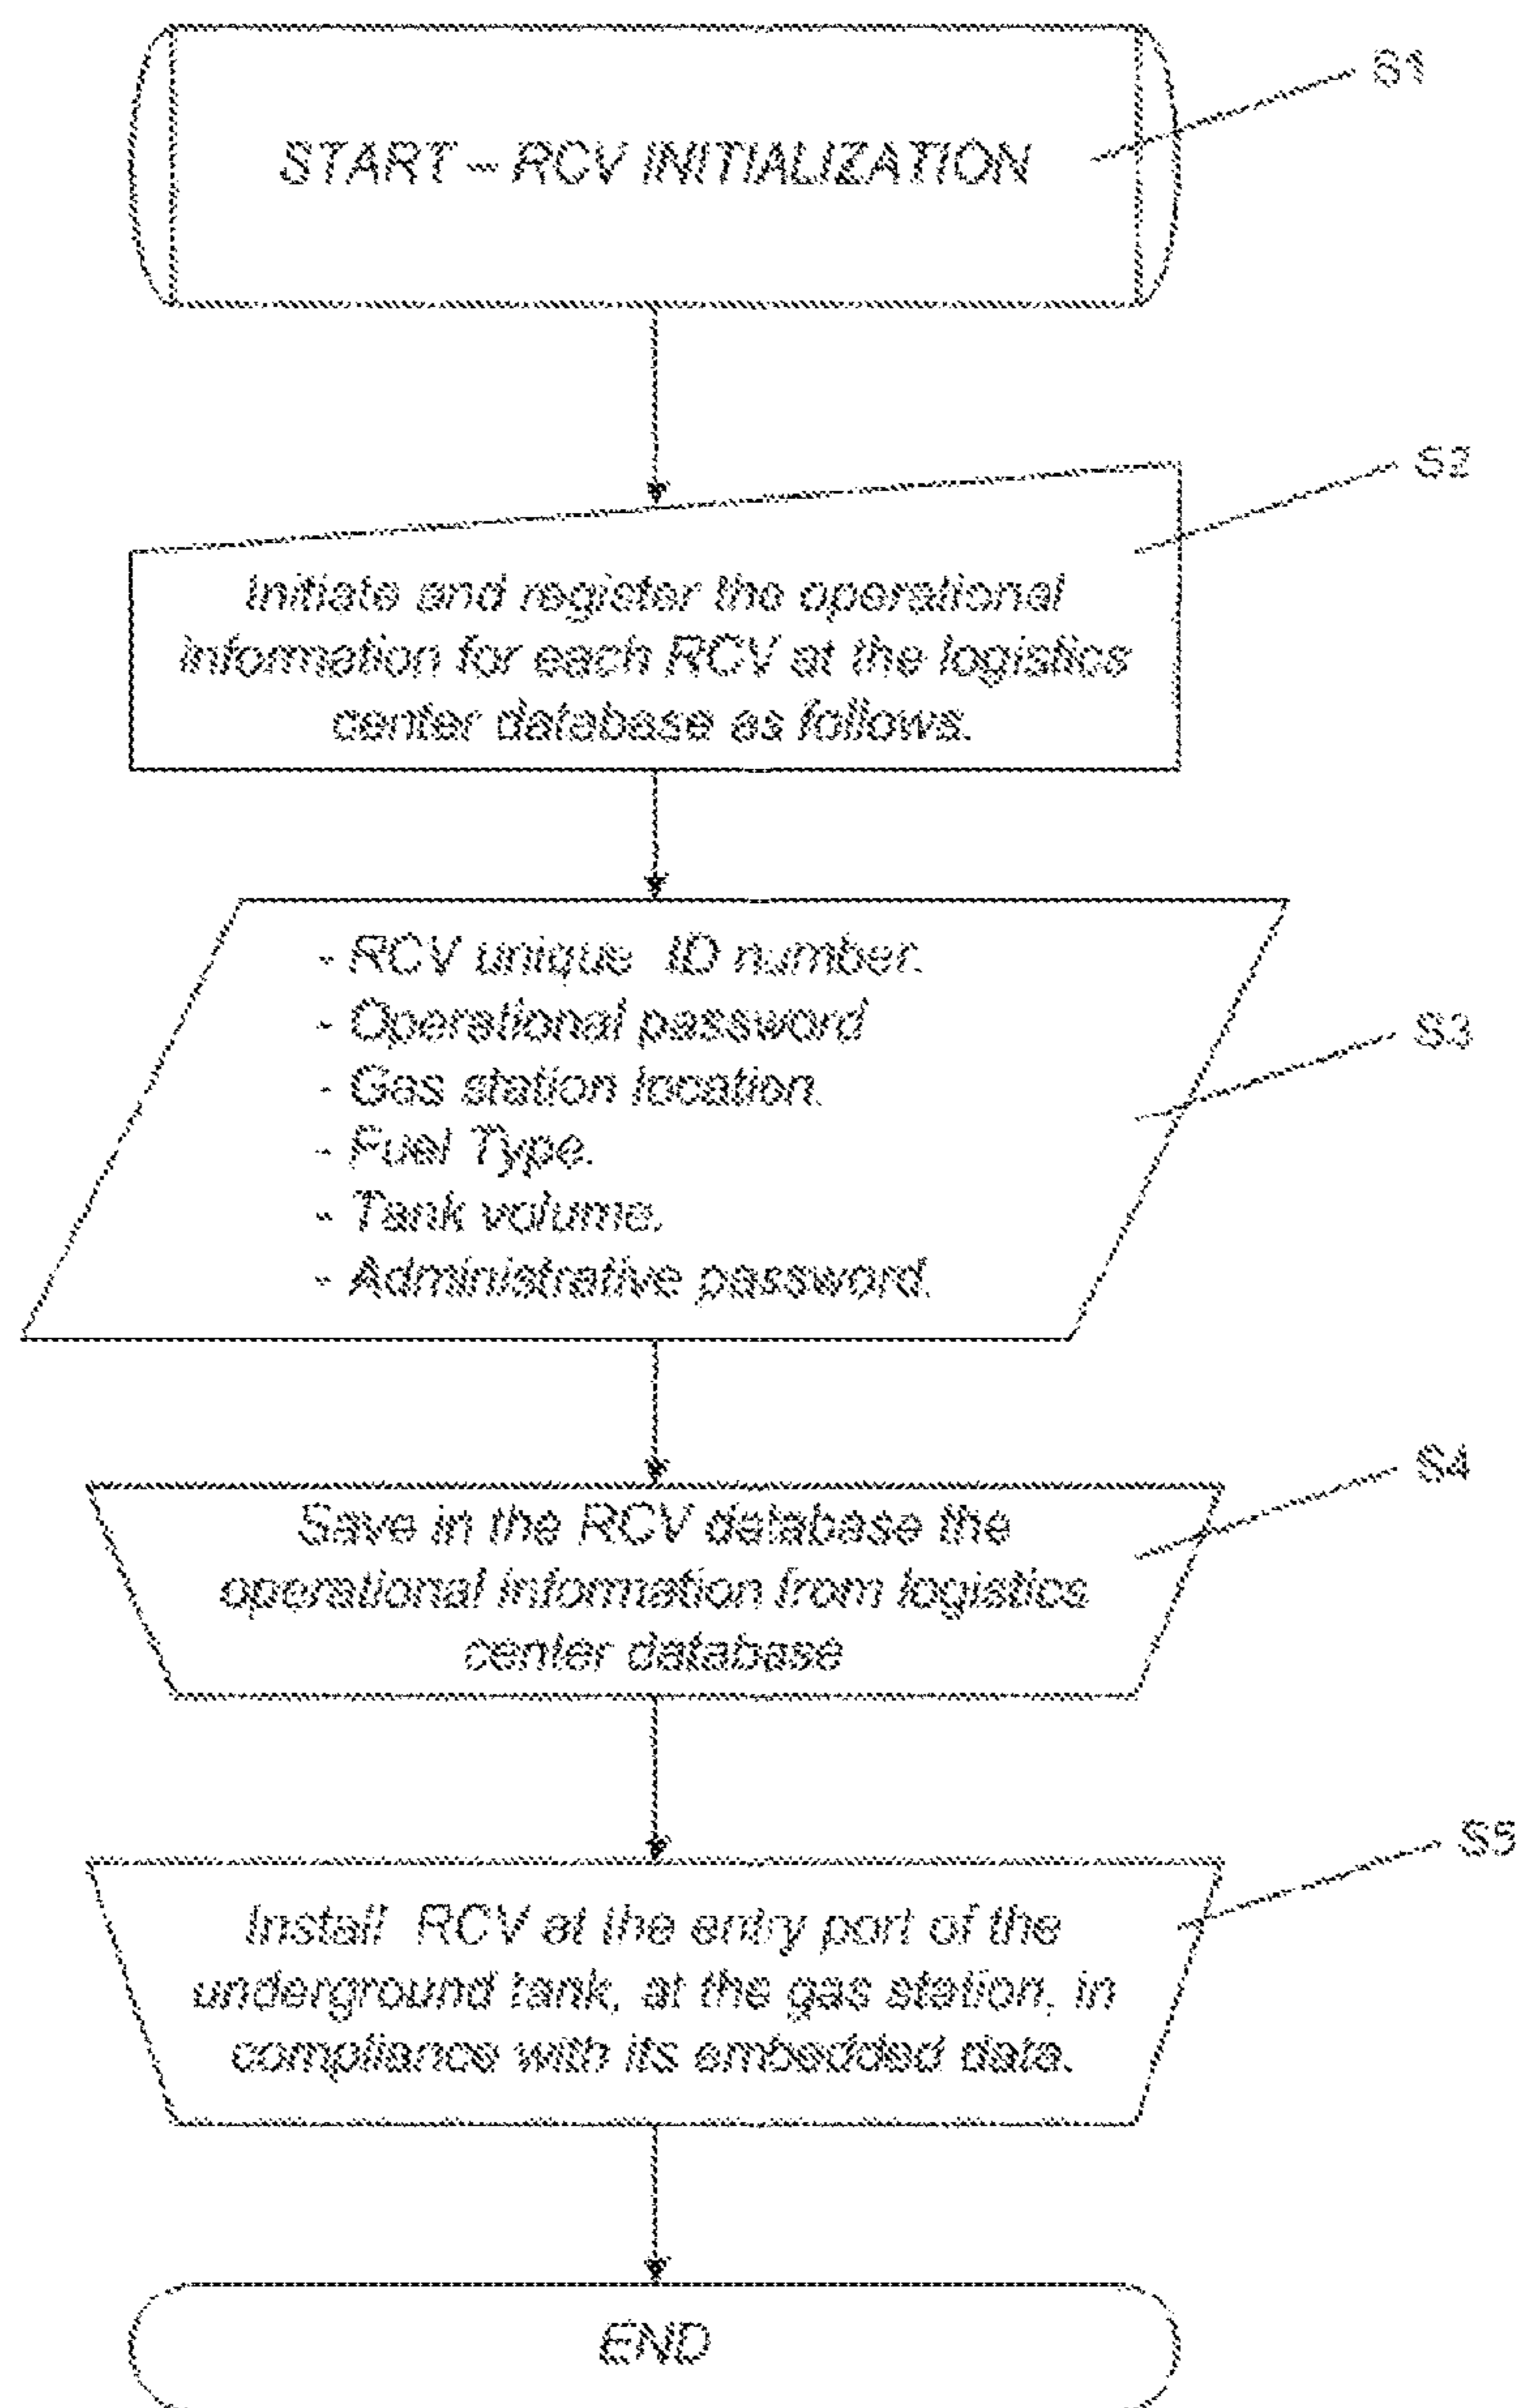 START – RCV INITIALIZATION
S1
S2
Initiate and register the operational
information for each RCV at the logistics
center database as follows.
- RCV unique ID number.
- Operational password
- Gas station location.
- Fuel Type.
- Tank volume.
- Administrative password.
S3
S4
Save in the RCV database the
operational information from logistics
center database
S5
Install RCV at the entry port of the
underground tank, at the gas station, in
compliance with its embedded data.
END